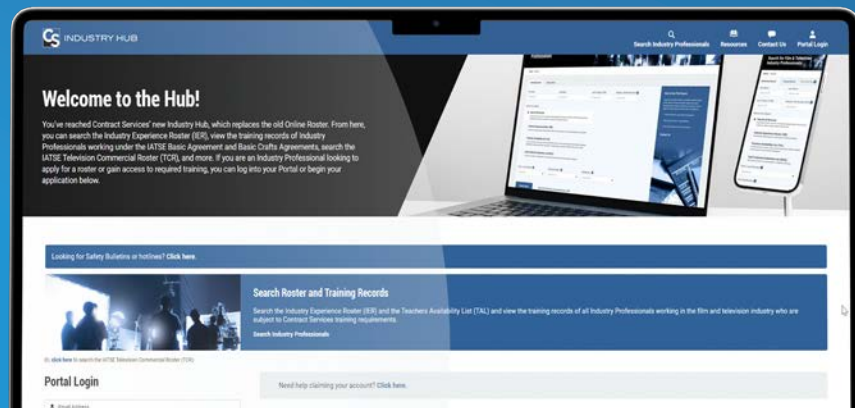 CS INDUSTRY HUB
Search Industry Professionals Resources Contact Us Portal Login
Welcome to the Hub!
You've reached Contract Services' new Industry Hub, which replaces the old Online Roster. From here,
you can search the Industry Experience Roster (IER), view the training records of Industry
Professionals working under the IATSE Basic Agreement and Basic Crafts Agreements, search the
IATSE Television Commercial Roster (TCR), and more. If you are an Industry Professional looking to
apply for a roster or gain access to required training, you can log into your Portal or begin your
application below.
Looking for Safety Bulletins or hotlines? Click here.
Search Roster and Training Records
Search the Industry Experience Roster (IER) and the Teachers Availability List (TAL) and view the training records of all Industry Professionals working in the film and television industry who are
subject to Contract Services training requirements.
Search Industry Professionals
Or, click here to search the IATSE Television Commercial Roster (TCR)
Portal Login
Need help claiming your account? Click here.
Email Address